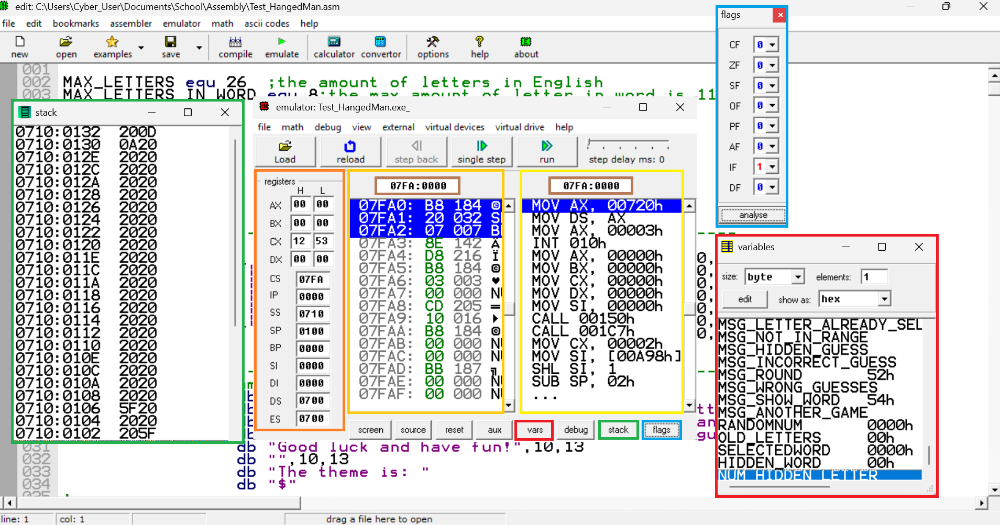 edit: C:\Users\Cyber_User\Documents\School\Assembly\Test_HangedMan.asm
file edit bookmarks assembler emulator math ascii codes help
new open examples save compile emulate calculator convertor options help about
001
002 MAX_LETTERS equ 26 ;the amount of letters in English
003 MAX_LETTERS_IN_WORD equ 8;the max amount of letter in word is 11
stack
0710:0132 200D
0710:0130 0A20
0710:012E 2020
0710:012C 2020
0710:012A 2020
0710:0128 2020
0710:0126 2020
0710:0124 2020
0710:0122 2020
0710:0120 2020
0710:011E 2020
0710:011C 2020
0710:011A 2020
0710:0118 2020
0710:0116 2020
0710:0114 2020
0710:0112 2020
0710:0110 2020
0710:010E 2020
0710:010C 2020
0710:010A 2020
0710:0108 2020
0710:0106 5F20
0710:0104 2020
0710:0102 205F
emulator: Test_HangedMan.exe_
file math debug view external virtual devices virtual drive help
Load reload step back single step run step delay ms: 0
registers
H L
AX 00 00
BX 00 00
CX 12 53
DX 00 00
CS 07FA
IP 0000
SS 0710
SP 0100
BP 0000
SI 0000
DI 0000
DS 0700
ES 0700
07FA:0000
07FA0: B8 184 ©
07FA1: 20 032 S
07FA2: 07 007 B
07FA3: 8E 142 Ä
07FA4: D8 216 Ï
07FA5: B8 184 ©
07FA6: 03 003 ♥
07FA7: 00 000 N
07FA8: CD 205 ═
07FA9: 10 016 ►
07FAA: B8 184 ©
07FAB: 00 000 N
07FAC: 00 000 N
07FAD: BB 187 ╗
07FAE: 00 000 N
07FAF: 00 000 N
07FA:0000
MOV AX, 00720h
MOV DS, AX
MOV AX, 00003h
INT 010h
MOV AX, 00000h
MOV BX, 00000h
MOV CX, 00000h
MOV DX, 00000h
MOV SI, 00000h
CALL 00150h
CALL 001C7h
MOV CX, 00002h
MOV SI, [00A98h]
SHL SI, 1
SUB SP, 02h
...
screen source reset aux vars debug stack flags
flags
CF 0
ZF 0
SF 0
OF 0
PF 0
AF 0
IF 1
DF 0
analyse
variables
size: byte elements: 1
edit show as: hex
MSG_LETTER_ALREADY_SEL
MSG_NOT_IN_RANGE
MSG_HIDDEN_GUESS
MSG_INCORRECT_GUESS
MSG_ROUND 52h
MSG_WRONG_GUESSES
MSG_SHOW_WORD 54h
MSG_ANOTHER_GAME
RANDOMNUM 0000h
OLD_LETTERS 00h
SELECTEDWORD 0000h
HIDDEN_WORD 00h
NUM_HIDDEN_LETTER
031 db "Good luck and have fun!",10,13
032 db "",10,13
033 db "The theme is: "
034 db "$"
035
line: 1 col: 1 drag a file here to open